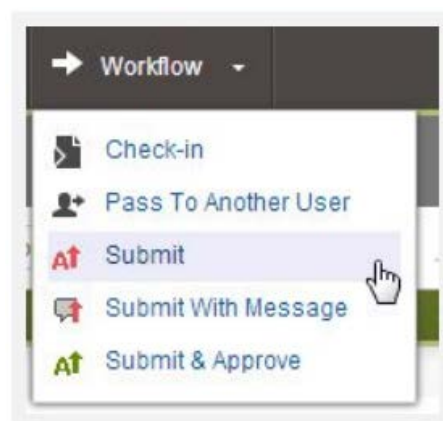 Workflow
Check-in
Pass To Another User
Submit
Submit With Message
Submit & Approve